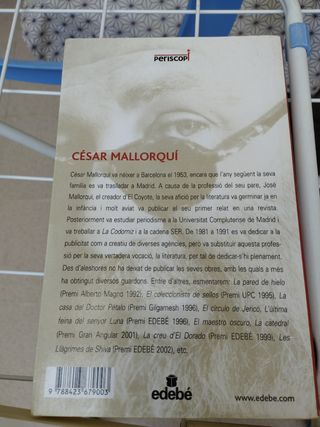 PERISCOPI
CÉSAR MALLORQUÍ
César Mallorquí va néixer a Barcelona el 1953, encara que l'any següent la seva
família es va traslladar a Madrid. A causa de la professió del seu pare, José
Mallorquí, el creador d'El Coyote, la seva afició per la literatura va germinar ja en
la infància i molt aviat va publicar el seu primer relat en una revista.
Posteriorment va estudiar periodisme a la Universitat Complutense de Madrid i
va treballar a La Codorniz i a la cadena SER. De 1981 a 1991 es va dedicar a la
publicitat com a creatiu de diverses agències, però va substituir aquesta profes-
sió per la seva vertadera vocació, la literatura, per tal de dedicar-s'hi plenament.
Des d'aleshores no ha deixat de publicar les seves obres, amb les quals a més
ha obtingut diversos guardons. Entre d'altres, esmentarem: La pared de hielo
(Premi Alberto Magno 1992), El coleccionista de sellos (Premi UPC 1995), La
casa del Doctor Pétalo (Premi Gilgamesh 1996), El círculo de Jericó, L'última
feina del senyor Luna (Premi EDEBÉ 1996), El maestro oscuro, La catedral
(Premi Gran Angular 2001), La creu d'El Dorado (Premi EDEBÉ 1999), Les
Llàgrimes de Shiva (Premi EDEBÉ 2002), etc.
9 788423 679003
edebé
www.edebe.com